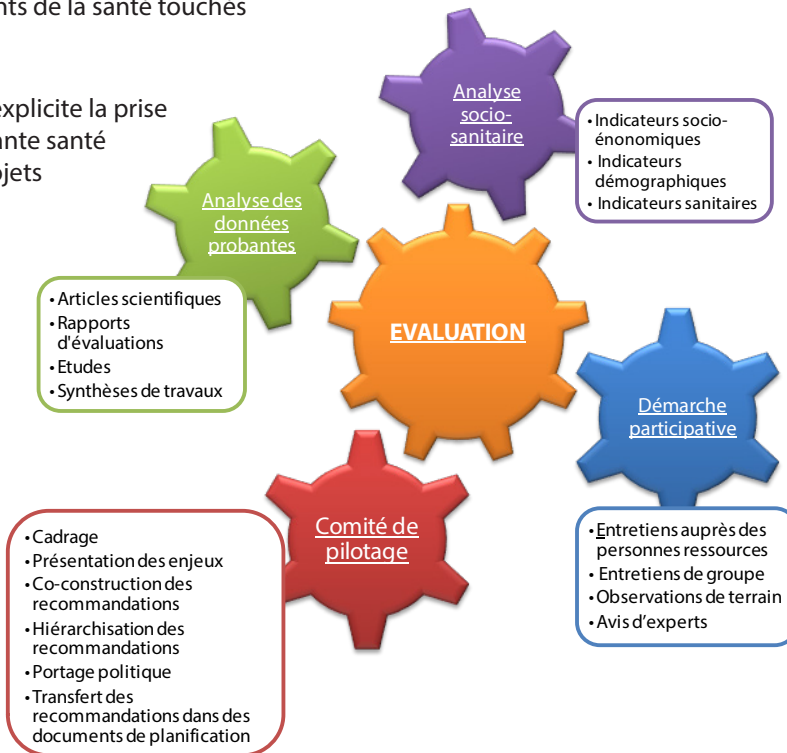 nts de la santé touchés
explicite la prise
ante santé
ojets
Analyse
socio-
sanitaire
• Indicateurs socio-
énonomiques
• Indicateurs
démographiques
• Indicateurs sanitaires
Analyse des
données
probantes
• Articles scientifiques
• Rapports
d'évaluations
• Etudes
• Synthèses de travaux
EVALUATION
Démarche
participative
• Entretiens auprès des
personnes ressources
• Entretiens de groupe
• Observations de terrain
• Avis d’experts
Comité de
pilotage
• Cadrage
• Présentation des enjeux
• Co-construction des
recommandations
• Hiérarchisation des
recommandations
• Portage politique
• Transfert des
recommandations dans des
documents de planification